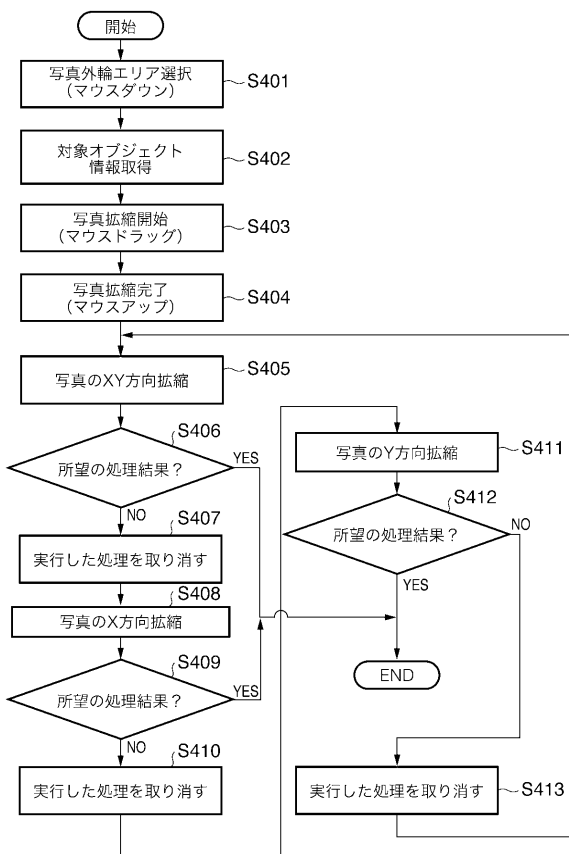 開始
写真外輪エリア選択
(マウスダウン)
S401
対象オブジェクト
情報取得
S402
写真拡縮開始
(マウスドラッグ)
S403
写真拡縮完了
(マウスアップ)
S404
写真のXY方向拡縮
S405
S406
所望の処理結果？
YES
NO
S407
実行した処理を取り消す
S408
写真のX方向拡縮
S409
所望の処理結果？
YES
NO
S410
実行した処理を取り消す
写真のY方向拡縮
S411
S412
所望の処理結果？
NO
YES
END
実行した処理を取り消す
S413